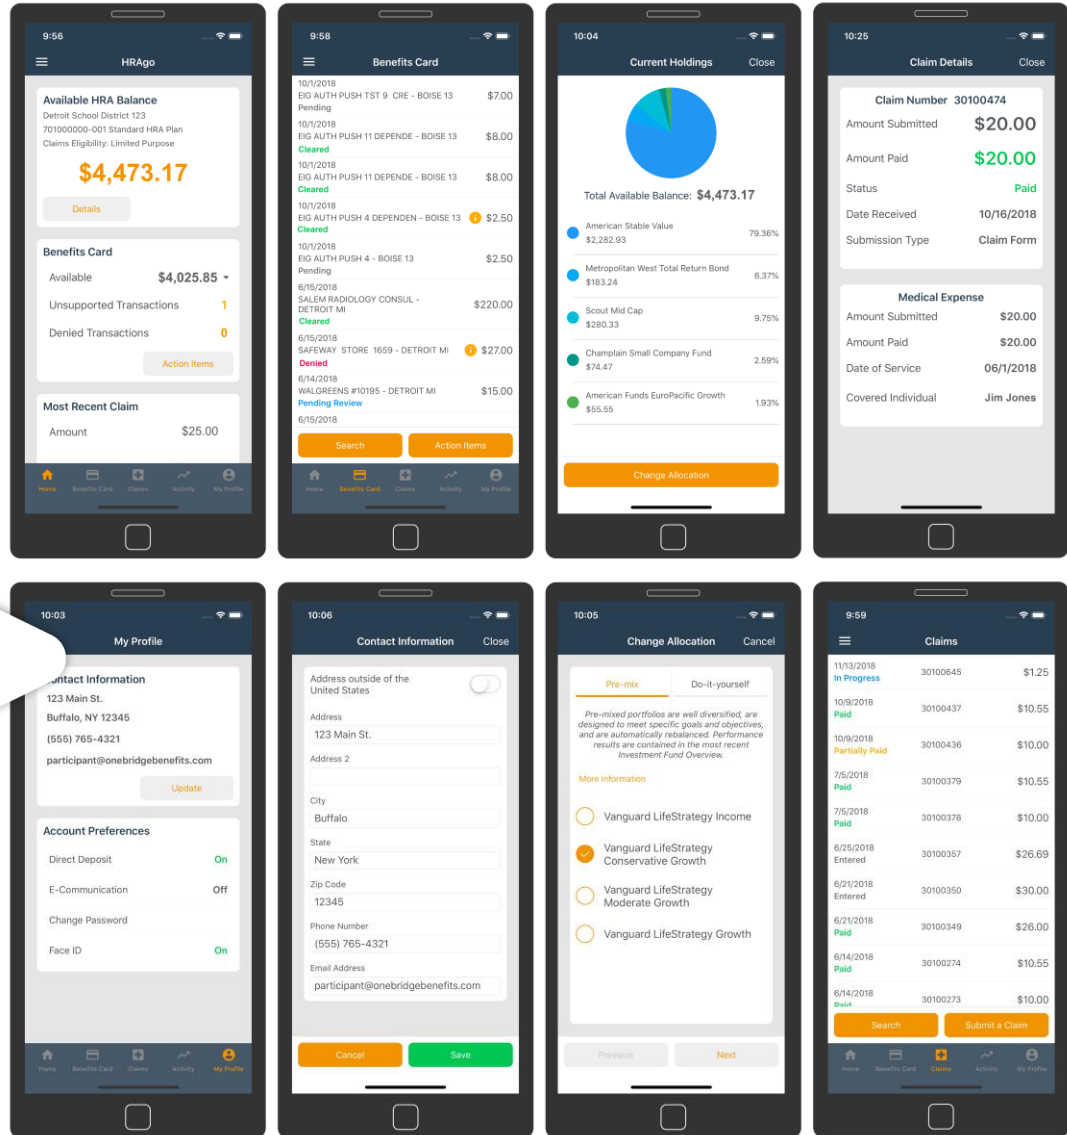 9:56
HRAgo
Available HRA Balance
Detroit School District 123
701000000-001 Standard HRA Plan
Claims Eligibility: Limited Purpose
$4,473.17
Details
Benefits Card
Available $4,025.85
Unsupported Transactions 1
Denied Transactions 0
Action Items
Most Recent Claim
Amount $25.00
Home Benefits Card Claims Activity My Profile
9:58
Benefits Card
10/1/2018
EIG AUTH PUSH TST 9 CRE - BOISE 13 $7.00
Pending
10/1/2018
EIG AUTH PUSH 11 DEPENDE - BOISE 13 $8.00
Cleared
10/1/2018
EIG AUTH PUSH 11 DEPENDE - BOISE 13 $8.00
Cleared
10/1/2018
EIG AUTH PUSH 4 DEPENDEN - BOISE 13 $2.50
Cleared
10/1/2018
EIG AUTH PUSH 4 - BOISE 13 $2.50
Pending
6/15/2018
SALEM RADIOLOGY CONSUL -
DETROIT MI $220.00
Cleared
6/15/2018
SAFEWAY STORE 1659 - DETROIT MI $27.00
Denied
6/14/2018
WALGREENS #10195 - DETROIT MI $15.00
Pending Review
6/15/2018
Search Action Items
Home Benefits Card Claims Activity My Profile
10:04
Current Holdings Close
Total Available Balance: $4,473.17
American Stable Value
$2,282.93 79.36%
Metropolitan West Total Return Bond
$183.24 6.37%
Scout Mid Cap
$280.33 9.75%
Champlain Small Company Fund
$74.47 2.59%
American Funds EuroPacific Growth
$55.55 1.93%
Change Allocation
10:25
Claim Details Close
Claim Number 30100474
Amount Submitted $20.00
Amount Paid $20.00
Status Paid
Date Received 10/16/2018
Submission Type Claim Form
Medical Expense
Amount Submitted $20.00
Amount Paid $20.00
Date of Service 06/1/2018
Covered Individual Jim Jones
10:03
My Profile
Information
123 Main St.
Buffalo, NY 12345
(555) 765-4321
participant@onebridgebenefits.com
Update
Account Preferences
Direct Deposit On
E-Communication Off
Change Password
Face ID On
Home Benefits Card Claims Activity My Profile
10:06
Contact Information Close
Address outside of the
United States
Address
123 Main St.
Address 2
City
Buffalo
State
New York
Zip Code
12345
Phone Number
(555) 765-4321
Email Address
participant@onebridgebenefits.com
Cancel Save
10:05
Change Allocation Cancel
Pre-mix Do-it-yourself
Pre-mixed portfolios are well diversified, are
designed to meet specific goals and objectives,
and are automatically rebalanced. Performance
results are contained in the most recent
Investment Fund Overview.
More Information
Vanguard LifeStrategy Income
Vanguard LifeStrategy
Conservative Growth
Vanguard LifeStrategy
Moderate Growth
Vanguard LifeStrategy Growth
Previous Next
9:59
Claims
11/13/2018
In Progress 30100645 $1.25
10/9/2018
Paid 30100437 $10.55
10/9/2018
Partially Paid 30100436 $10.00
7/5/2018
Paid 30100379 $10.55
7/5/2018
Paid 30100378 $10.00
6/25/2018
Entered 30100357 $26.69
6/21/2018
Entered 30100350 $30.00
6/21/2018
Paid 30100349 $26.00
6/14/2018
Paid 30100274 $10.55
6/14/2018
Paid 30100273 $10.00
Search Submit a Claim
Home Benefits Card Claims Activity My Profile